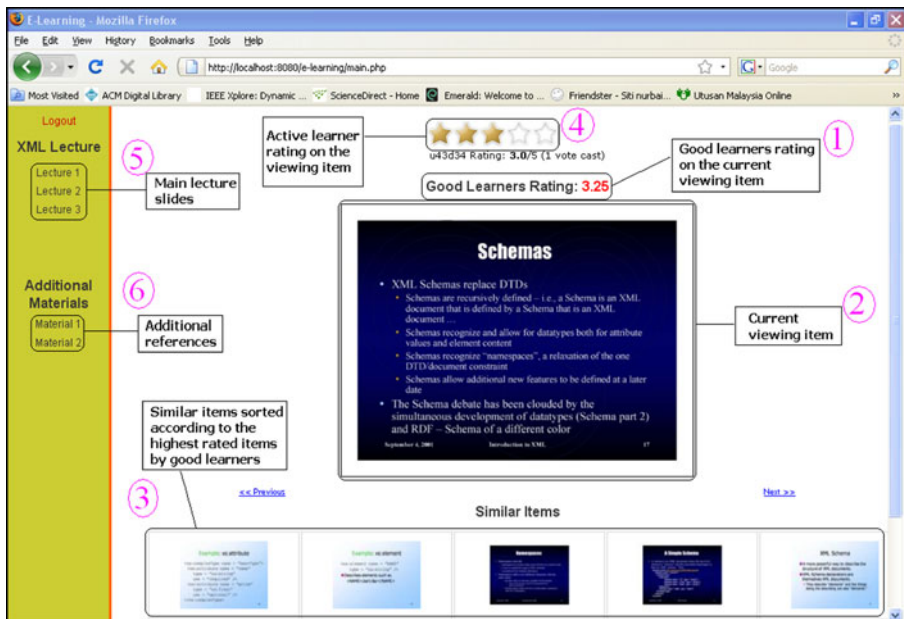 E-Learning - Mozilla Firefox
File Edit View History Bookmarks Tools Help
http://localhost:8080/e-learning/main.php
Google
Most Visited ACM Digital Library IEEE Xplore: Dynamic ... ScienceDirect - Home Emerald: Welcome to ... Friendster - Siti nurbai... Utusan Malaysia Online »
Logout
XML Lecture
Lecture 1
Lecture 2
Lecture 3
5
Main lecture
slides
Additional
Materials
Material 1
Material 2
6
Additional
references
Active learner
rating on the
viewing item
4
u43d34 Rating: 3.0/5 (1 vote cast)
Good Learners Rating: 3.25
1
Good learners rating
on the current
viewing item
Schemas
• XML Schemas replace DTDs
• Schemas are recursively defined – i.e., a Schema is an XML
document that is defined by a Schema that is an XML
document ...
• Schemas recognize and allow for datatypes both for attribute
values and element content
• Schemas recognize "namespaces", a relaxation of the one
DTD/document constraint
• Schemas allow additional new features to be defined at a later
date
• The Schema debate has been clouded by the
simultaneous development of datatypes (Schema part 2)
and RDF – Schema of a different color
September 4, 2001 Introduction to XML 17
2
Current
viewing item
Similar items sorted
according to the
highest rated items
by good learners
3
<< Previous
Next >>
Similar Items
Example: xs:attribute
Example: xs:element
Namespaces
A Simple Schema
XML Schema